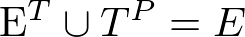 E^T ∪ T^P = E